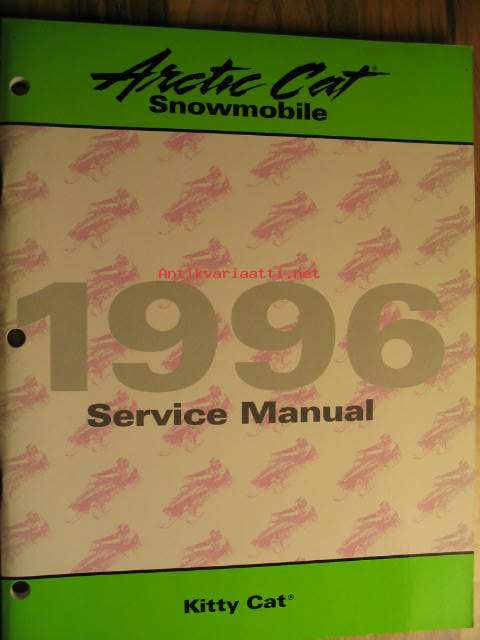 Arctic Cat®
Snowmobile
Antikvariaatti.net
1996
Service Manual
Kitty Cat®